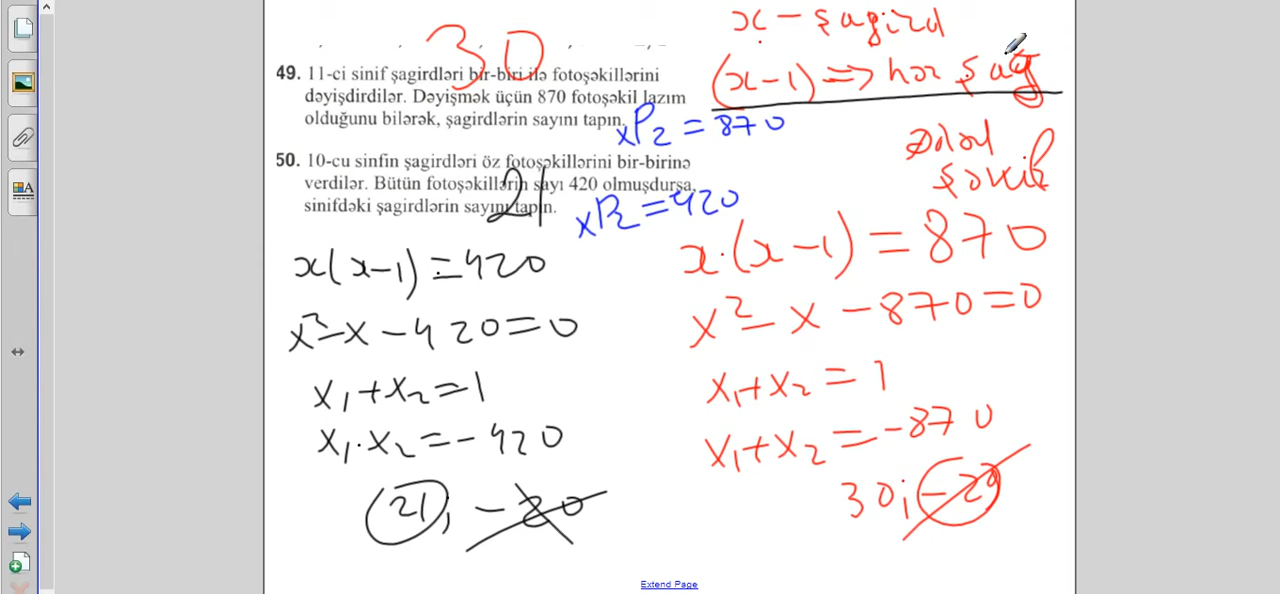 x – şagird
30
(x-1) => hər şag
49. 11-ci sinif şagirdləri bir-biri ilə fotoşəkillərini
dəyişdirdilər. Dəyişmək üçün 870 fotoşəkil lazım
olduğunu bilərək, şagirdlərin sayını tapın.
xP2 = 870
50. 10-cu sinfin şagirdləri öz fotoşəkillərini bir-birinə
verdilər. Bütün fotoşəkillərin sayı 420 olmuşdursa,
sinifdəki şagirdlərin sayını tapın.
21
xP2 = 420
şəkil
x(x-1) = 420
x² - x - 420 = 0
x₁ + x₂ = 1
x₁ · x₂ = - 420
21; - 20
x·(x-1) = 870
x² - x - 870 = 0
x₁ + x₂ = 1
x₁ + x₂ = - 870
30; - 29
Extend Page